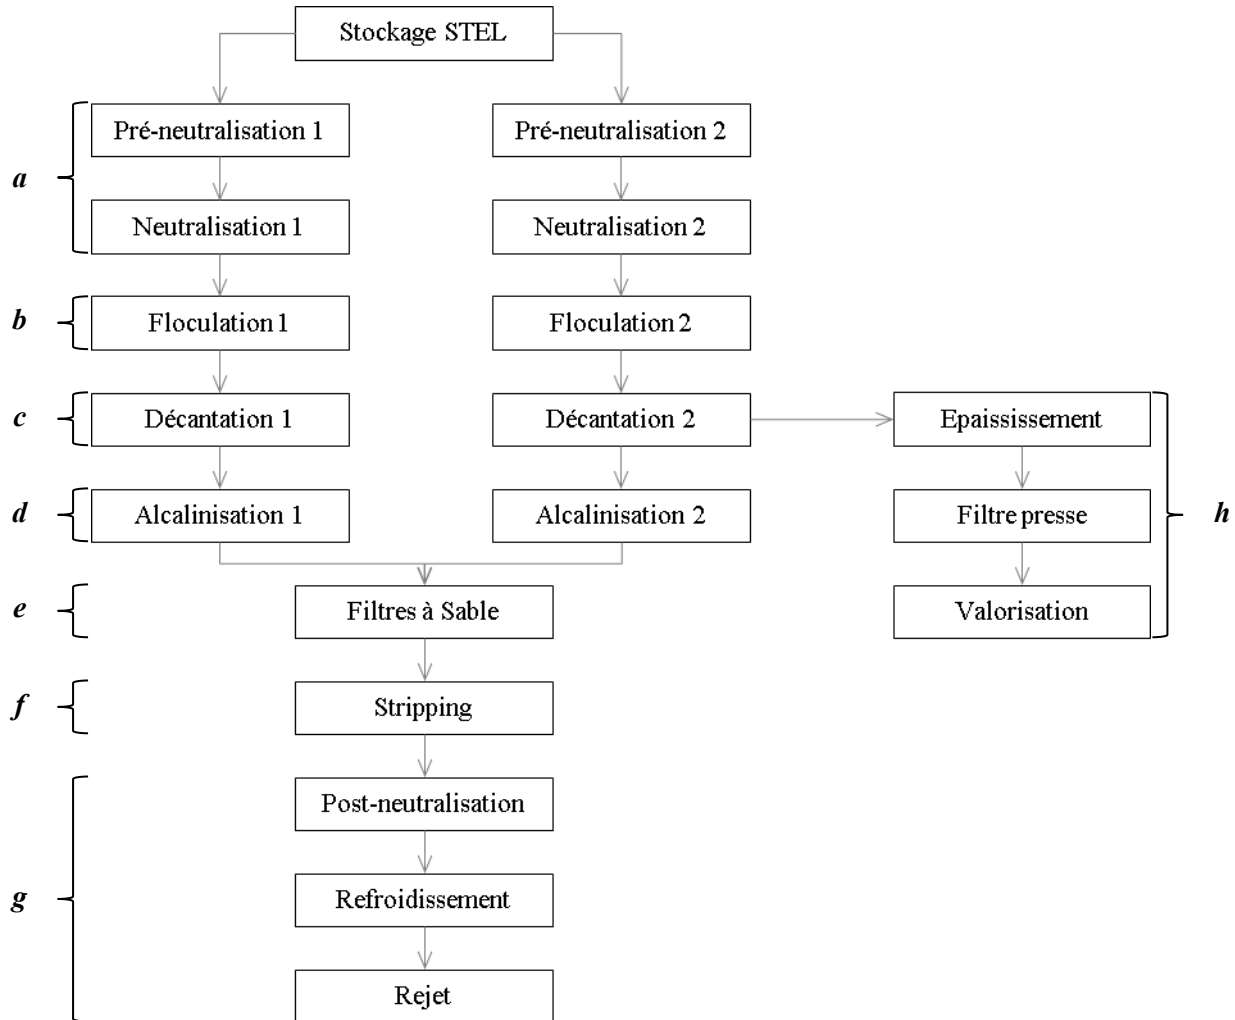 Stockage STEL
a
Pré-neutralisation 1
Pré-neutralisation 2
Neutralisation 1
Neutralisation 2
b
Floculation 1
Floculation 2
c
Décantation 1
Décantation 2
Epaississement
d
Alcalinisation 1
Alcalinisation 2
Filtre presse
h
e
Filtres à Sable
Valorisation
f
Stripping
g
Post-neutralisation
Refroidissement
Rejet